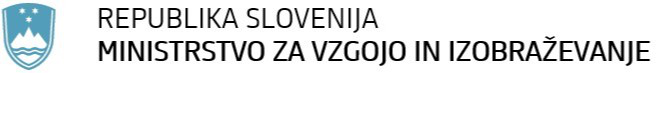 REPUBLIKA SLOVENIJA
MINISTRSTVO ZA VZGOJO IN IZOBRAŽEVANJE